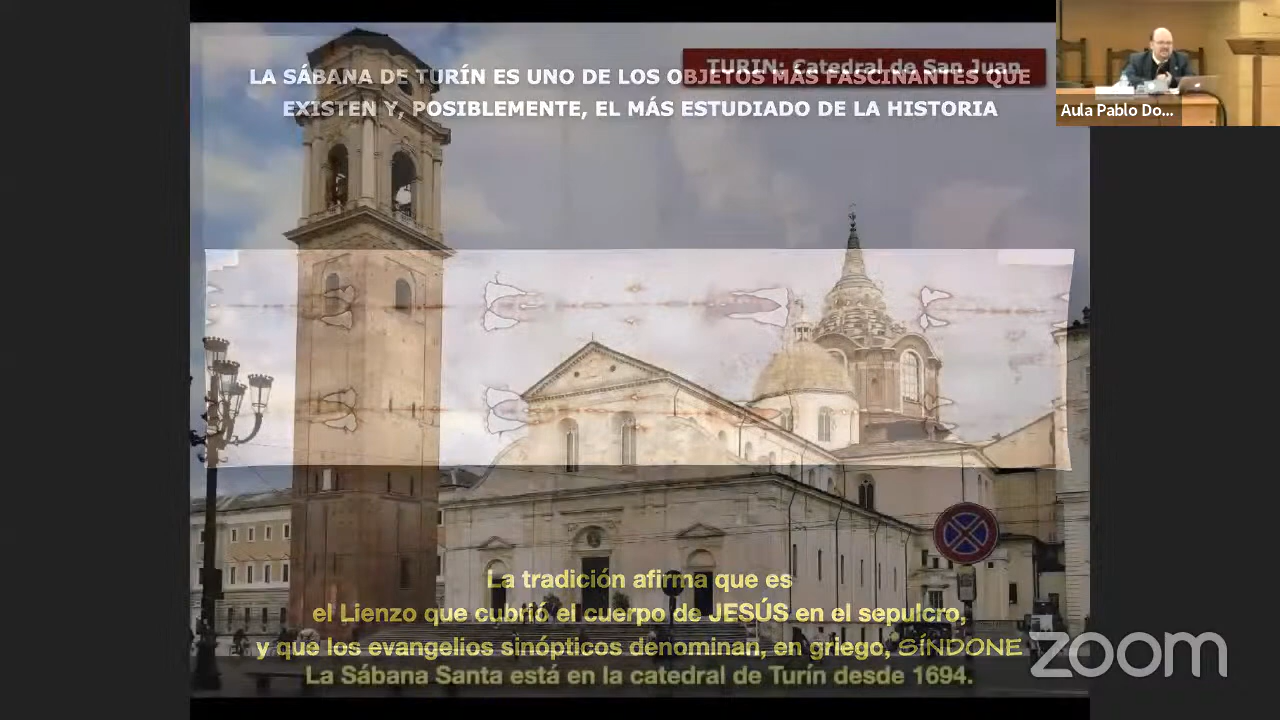 TURIN: Catedral de San Juan
LA SÁBANA DE TURÍN ES UNO DE LOS OBJETOS MÁS FASCINANTES QUE
EXISTEN Y, POSIBLEMENTE, EL MÁS ESTUDIADO DE LA HISTORIA
Aula Pablo Do...
La tradición afirma que es
el Lienzo que cubrió el cuerpo de JESÚS en el sepulcro,
y que los evangelios sinópticos denominan, en griego, SÍNDONE
La Sábana Santa está en la catedral de Turín desde 1694.
zoom